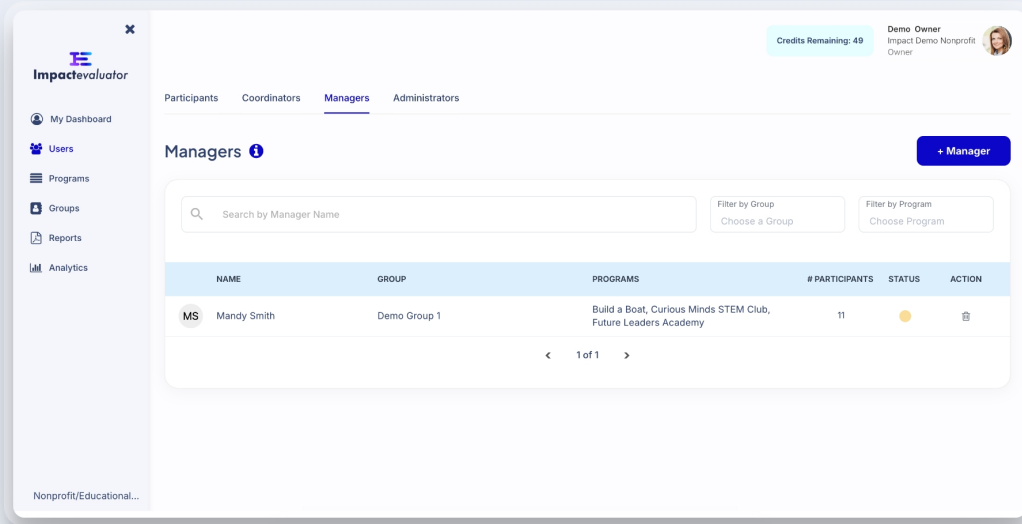 Credits Remaining: 49
Demo Owner
Impact Demo Nonprofit
Owner
IE
Impactevaluator
My Dashboard
Users
Programs
Groups
Reports
Analytics
Nonprofit/Educational...
Participants Coordinators Managers Administrators
Managers
+ Manager
Search by Manager Name
Filter by Group
Choose a Group
Filter by Program
Choose Program
NAME GROUP PROGRAMS # PARTICIPANTS STATUS ACTION
MS Mandy Smith Demo Group 1 Build a Boat, Curious Minds STEM Club, 11
Future Leaders Academy
1 of 1